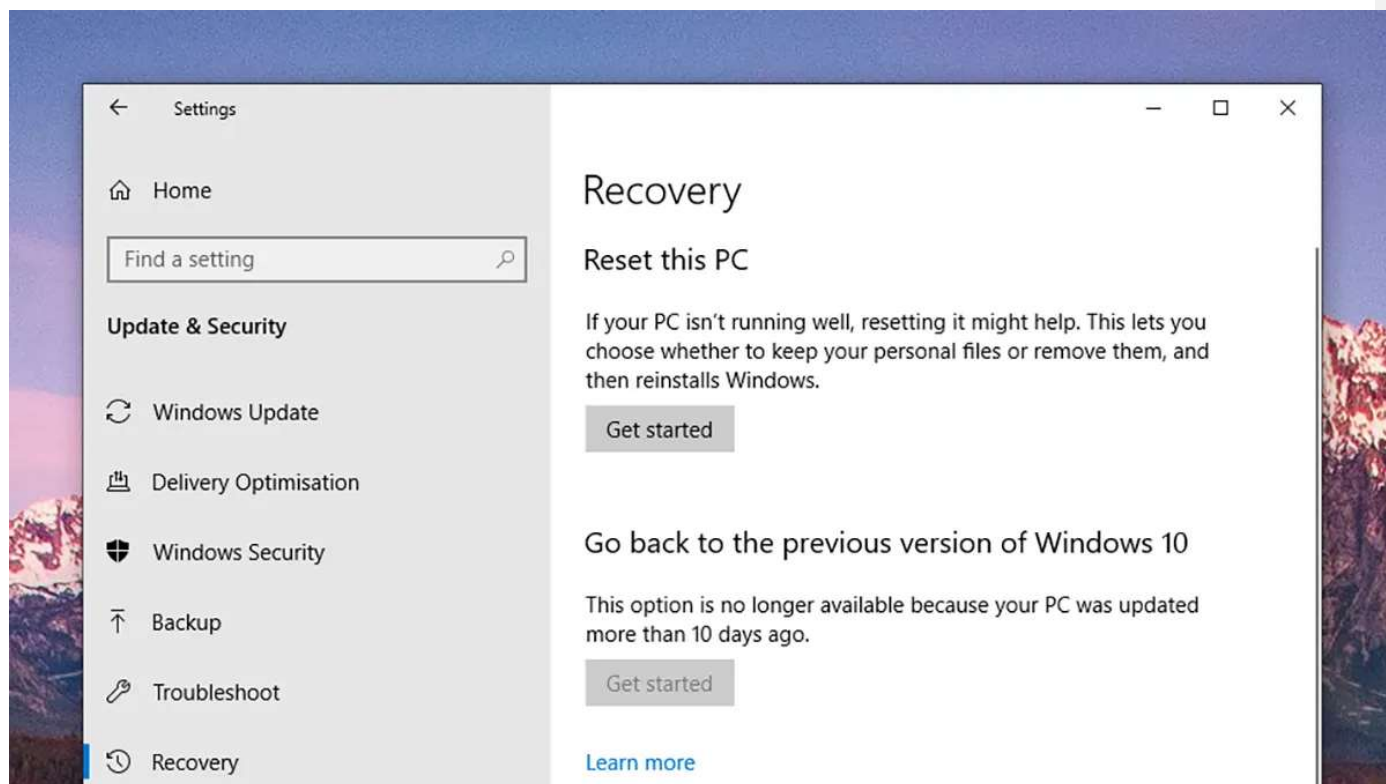 Settings
Home
Find a setting
Update & Security
Windows Update
Delivery Optimisation
Windows Security
Backup
Troubleshoot
Recovery
Recovery
Reset this PC
If your PC isn't running well, resetting it might help. This lets you
choose whether to keep your personal files or remove them, and
then reinstalls Windows.
Get started
Go back to the previous version of Windows 10
This option is no longer available because your PC was updated
more than 10 days ago.
Get started
Learn more